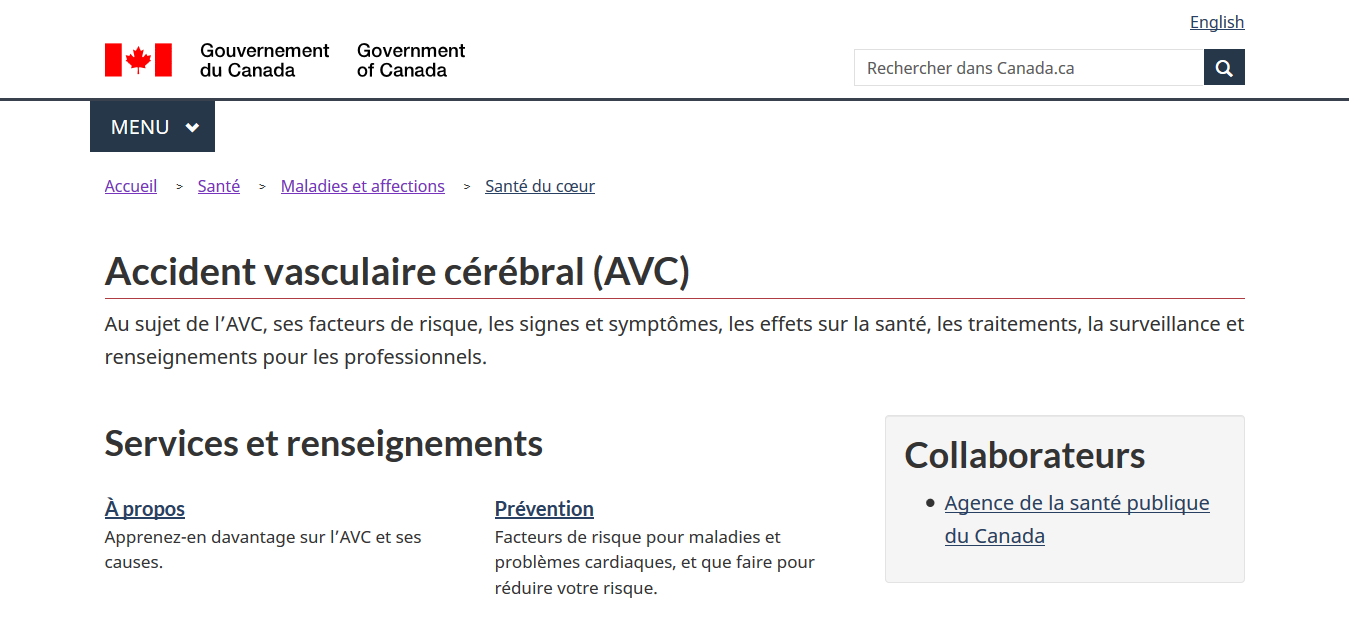 English
Gouvernement
du Canada
Government
of Canada
Rechercher dans Canada.ca
MENU
Accueil > Santé > Maladies et affections > Santé du cœur
Accident vasculaire cérébral (AVC)
Au sujet de l’AVC, ses facteurs de risque, les signes et symptômes, les effets sur la santé, les traitements, la surveillance et
renseignements pour les professionnels.
Services et renseignements
À propos
Apprenez-en davantage sur l’AVC et ses
causes.
Prévention
Facteurs de risque pour maladies et
problèmes cardiaques, et que faire pour
réduire votre risque.
Collaborateurs
• Agence de la santé publique
du Canada